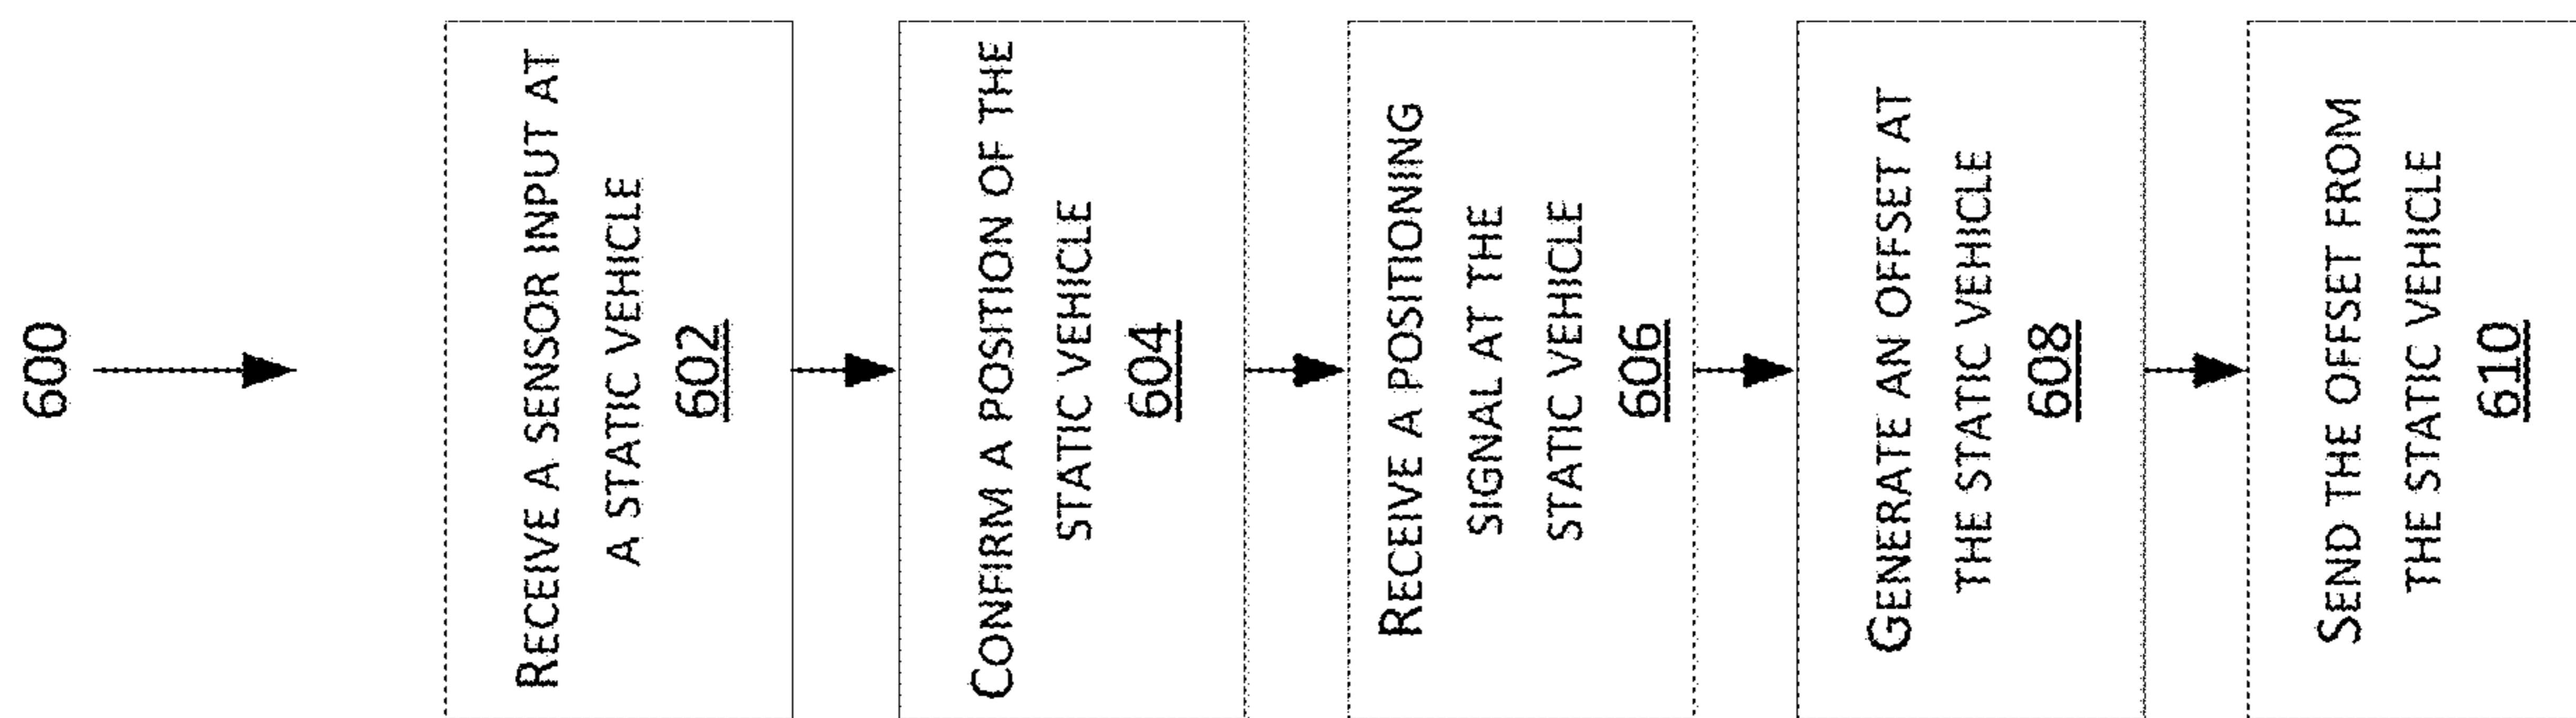 600
RECEIVE A SENSOR INPUT AT
A STATIC VEHICLE
602
CONFIRM A POSITION OF THE
STATIC VEHICLE
604
RECEIVE A POSITIONING
SIGNAL AT THE
STATIC VEHICLE
606
GENERATE AN OFFSET AT
THE STATIC VEHICLE
608
SEND THE OFFSET FROM
THE STATIC VEHICLE
610